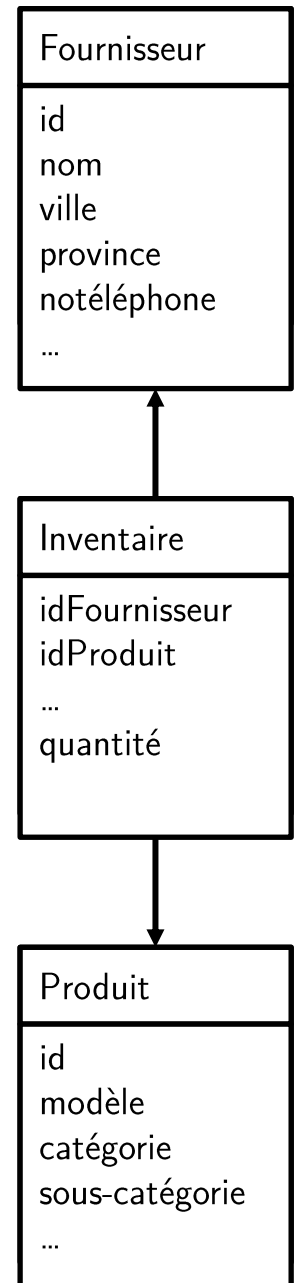 Fournisseur
id
nom
ville
province
notéléphone
...
Inventaire
idFournisseur
idProduit
...
quantité
Produit
id
modèle
catégorie
sous-catégorie
...